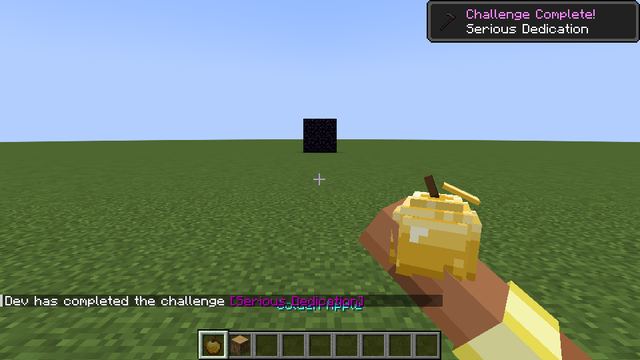 Challenge Complete!
Serious Dedication
Dev has completed the challenge [Serious Dedication]
Golden Apple